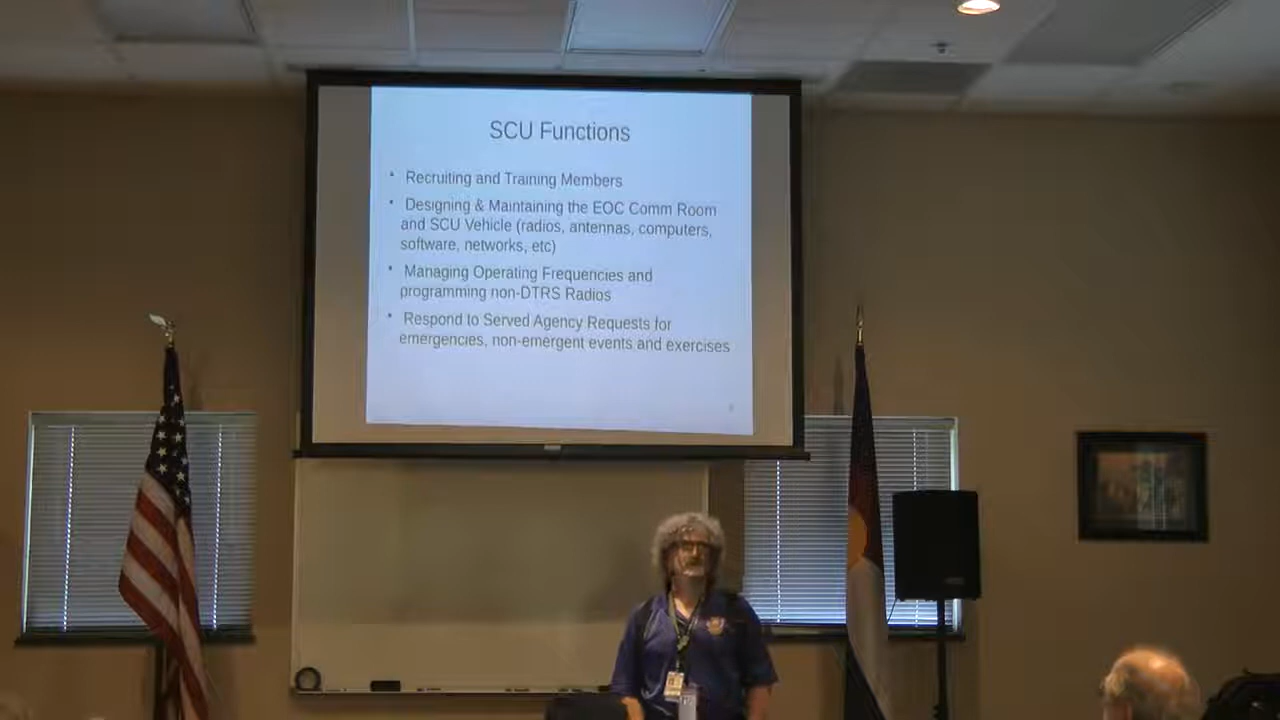 SCU Functions
• Recruiting and Training Members
• Designing & Maintaining the EOC Comm Room
and SCU Vehicle (radios, antennas, computers,
software, networks, etc)
• Managing Operating Frequencies and
programming non-DTRS Radios
• Respond to Served Agency Requests for
emergencies, non-emergent events and exercises